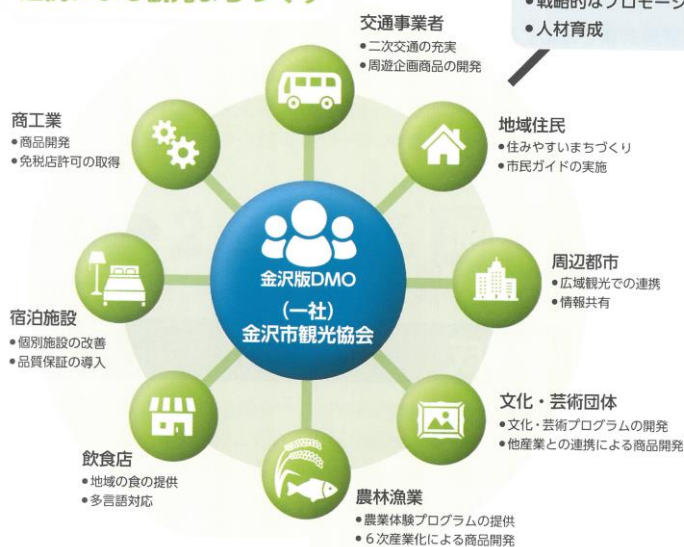 戦略的なプロモーシ
●人材育成
交通事業者
●二次交通の充実
●周遊企画商品の開発
商工業
●商品開発
●免税店許可の取得
地域住民
●住みやすいまちづくり
●市民ガイドの実施
金沢版DMO
(一社)
金沢市観光協会
周辺都市
●広域観光での連携
●情報共有
宿泊施設
●個別施設の改善
●品質保証の導入
文化・芸術団体
●文化・芸術プログラムの開発
●他産業との連携による商品開発
飲食店
●地域の食の提供
●多言語対応
農林漁業
●農業体験プログラムの提供
●6次産業化による商品開発